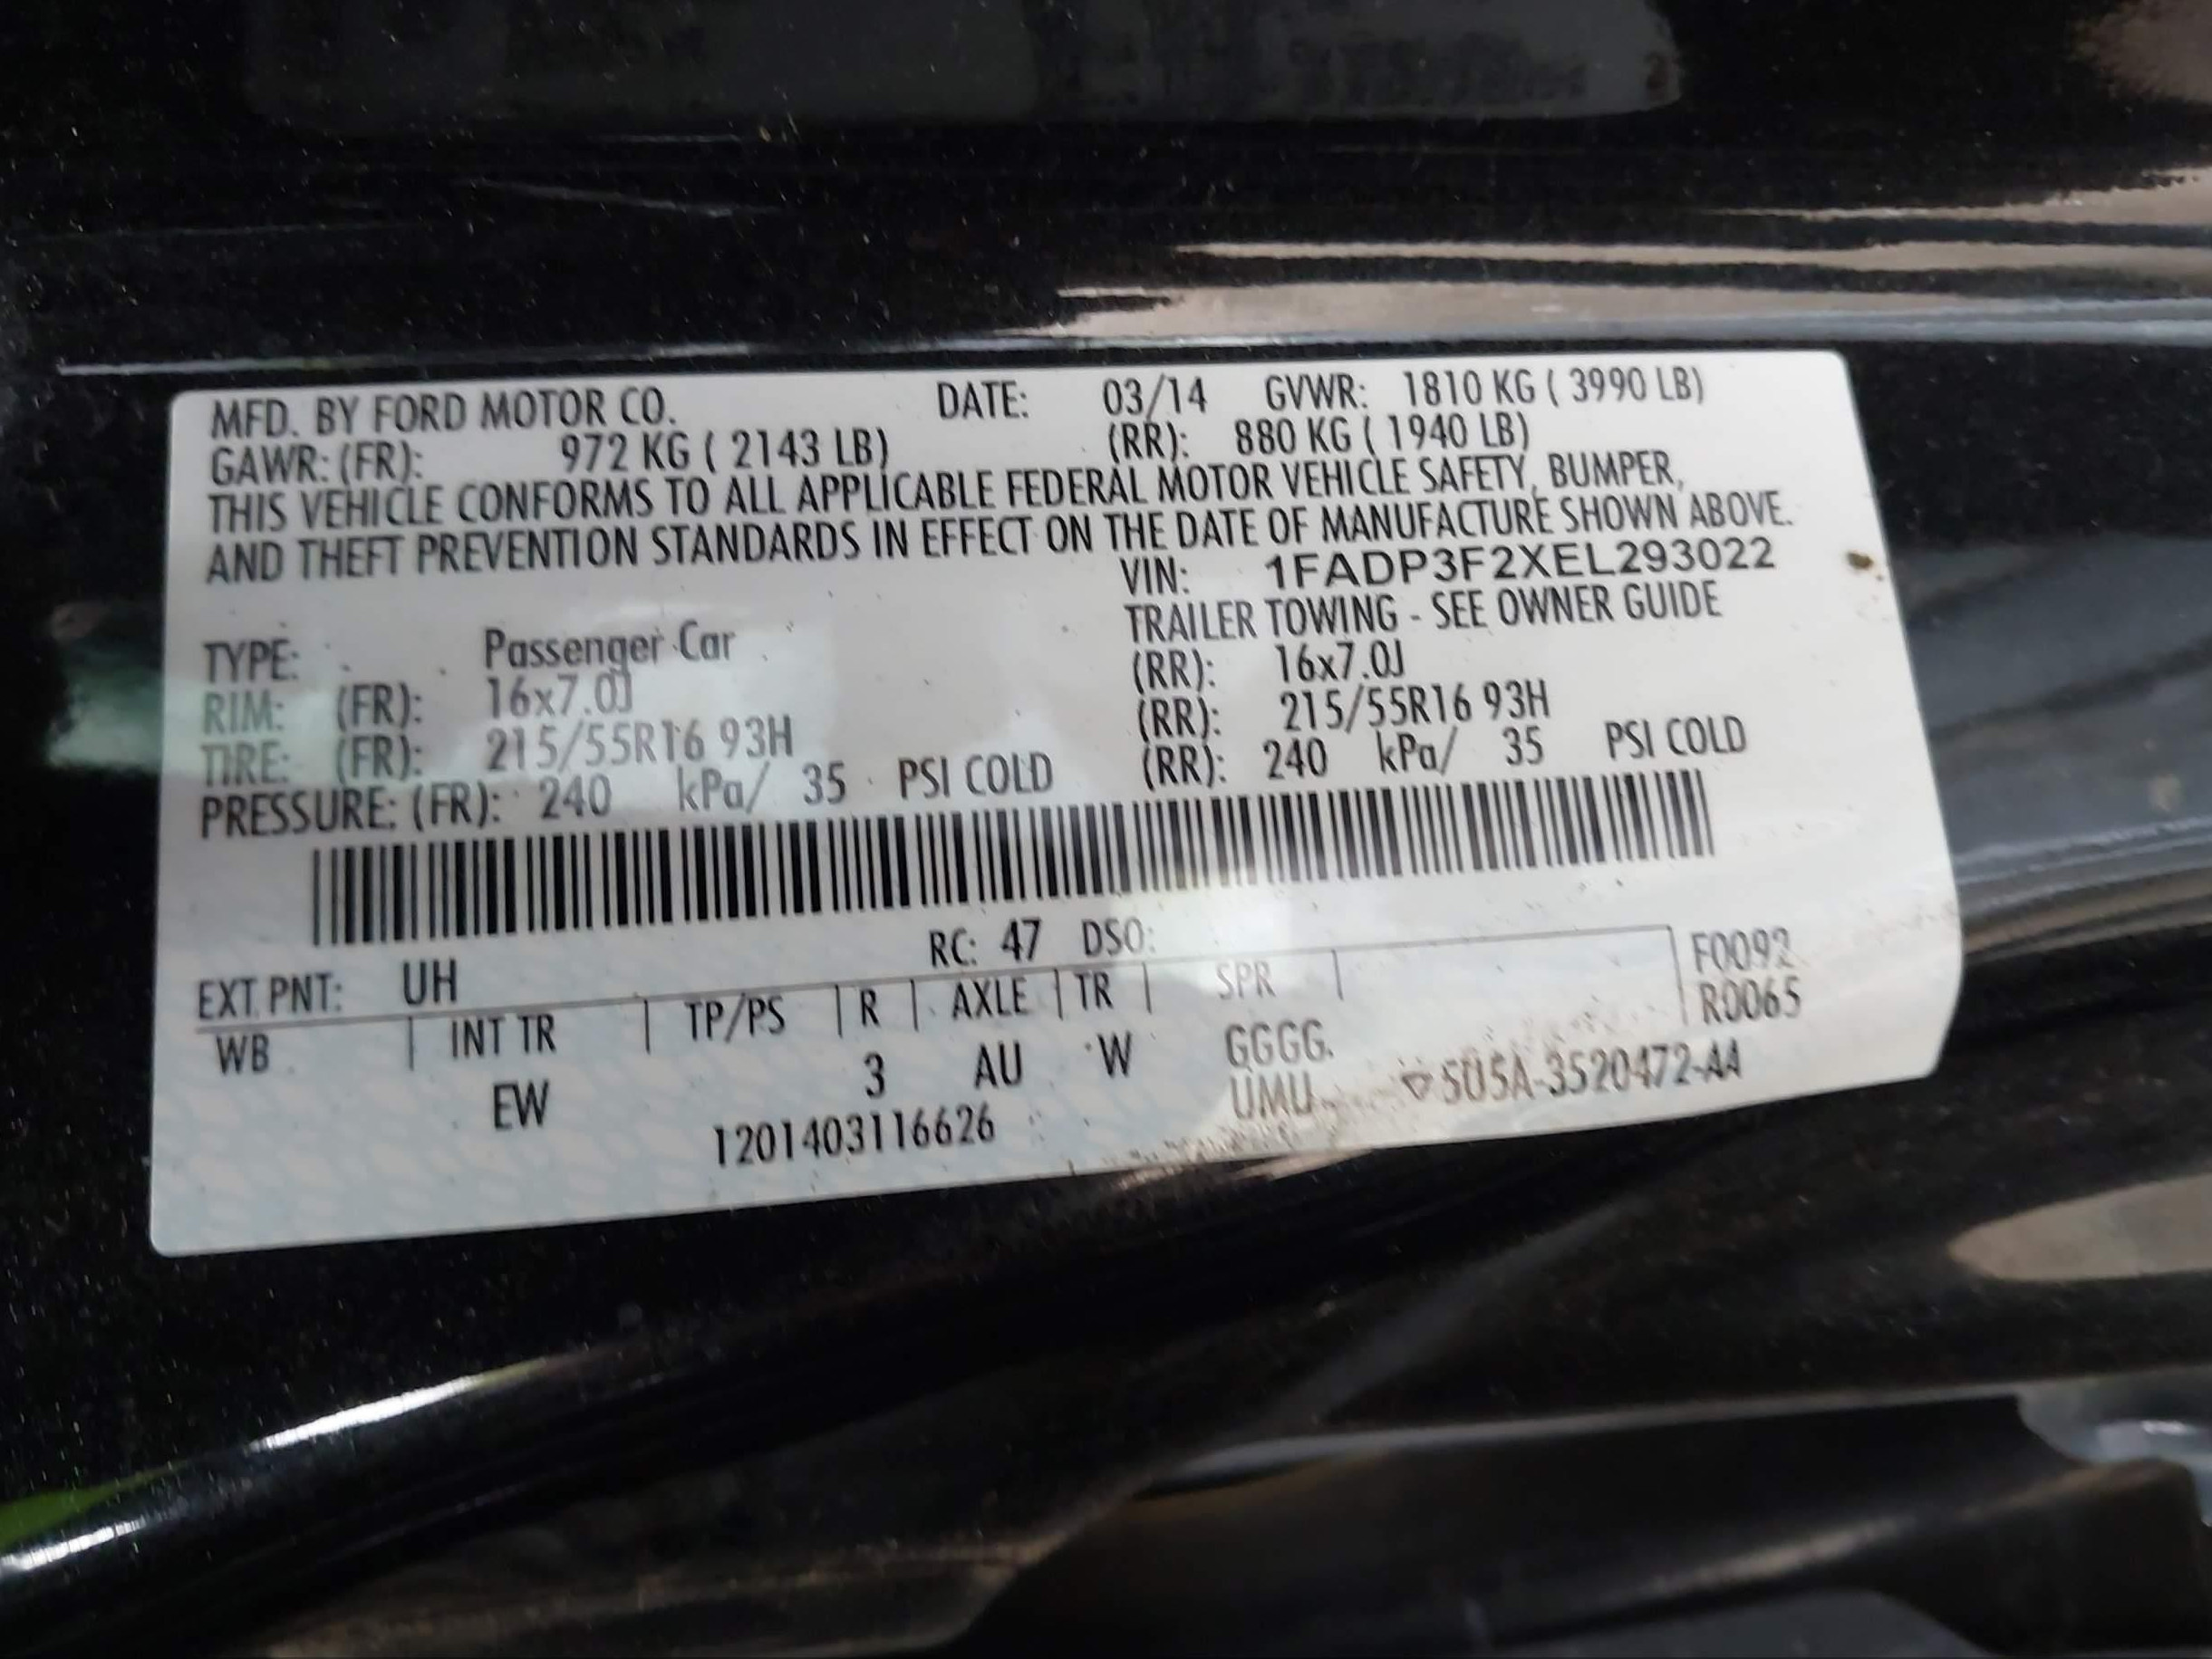 MFD. BY FORD MOTOR CO. DATE: 03/14 GVWR: 1810 KG ( 3990 LB)
GAWR: (FR): 972 KG ( 2143 LB) (RR): 880 KG ( 1940 LB)
THIS VEHICLE CONFORMS TO ALL APPLICABLE FEDERAL MOTOR VEHICLE SAFETY, BUMPER,
AND THEFT PREVENTION STANDARDS IN EFFECT ON THE DATE OF MANUFACTURE SHOWN ABOVE.
VIN: 1FADP3F2XEL293022
TYPE: Passenger Car TRAILER TOWING - SEE OWNER GUIDE
RIM: (FR): 16x7.0J (RR): 16x7.0J
TIRE: (FR): 215/55R16 93H (RR): 215/55R16 93H
PRESSURE: (FR): 240 kPa/ 35 PSI COLD (RR): 240 kPa/ 35 PSI COLD
EXT. PNT: UH RC: 47 DSO: F0092
WB | INT TR | TP/PS | R | AXLE | TR | SPR | R0065
EW 3 AU W GGGG.
1201403116626 UMU 5U5A-3520472-AA